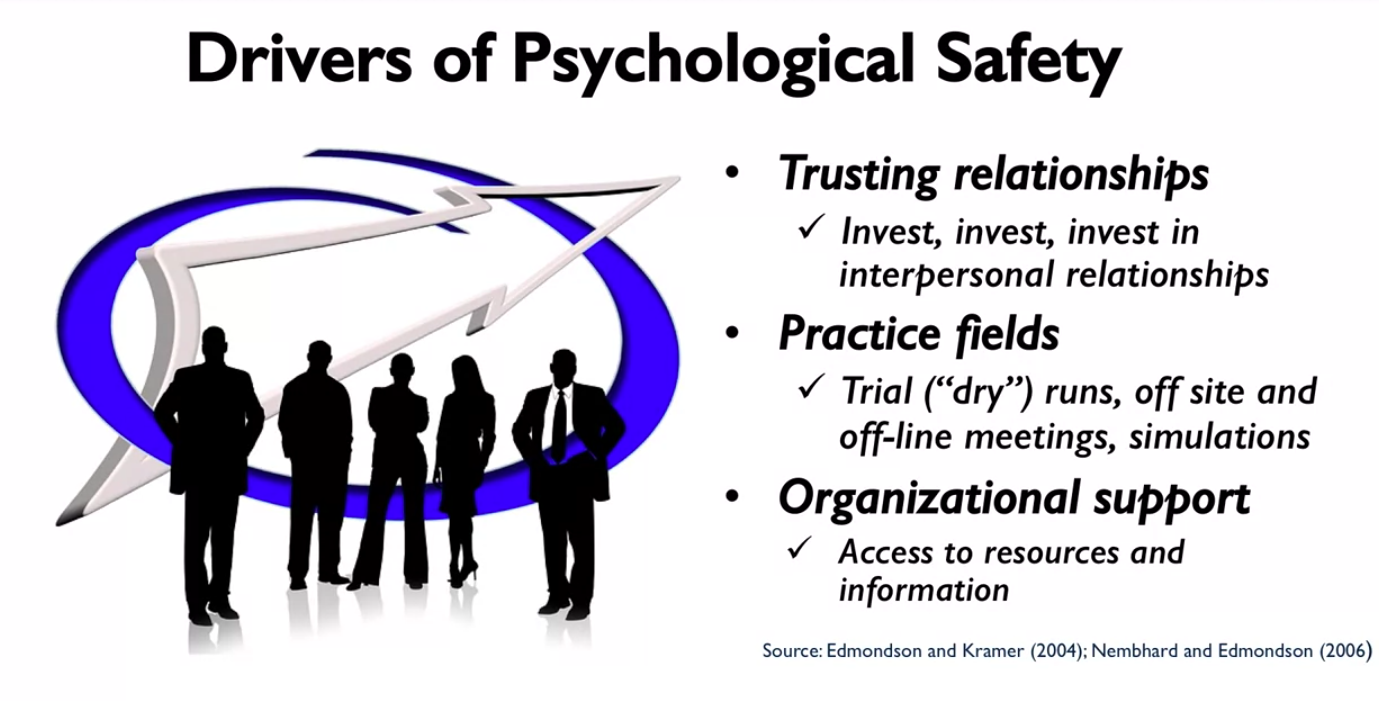 Drivers of Psychological Safety
• Trusting relationships
✓ Invest, invest, invest in
interpersonal relationships
• Practice fields
✓ Trial (“dry”) runs, off site and
off-line meetings, simulations
• Organizational support
✓ Access to resources and
information
Source: Edmondson and Kramer (2004); Nembhard and Edmondson (2006)